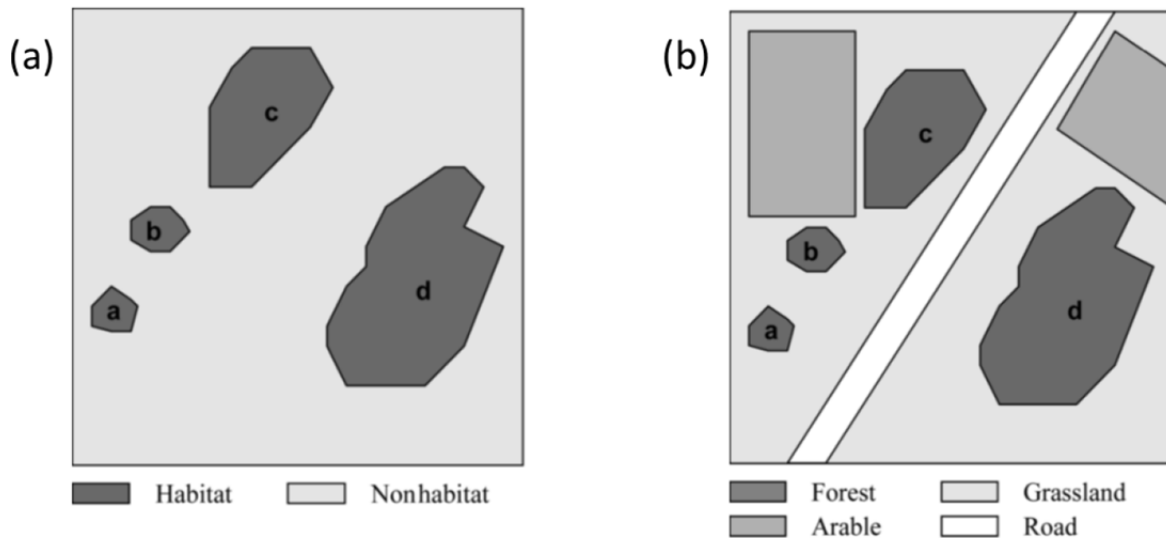 (a)
c
b
a
d
Habitat
Nonhabitat
(b)
c
b
a
d
Forest
Grassland
Arable
Road